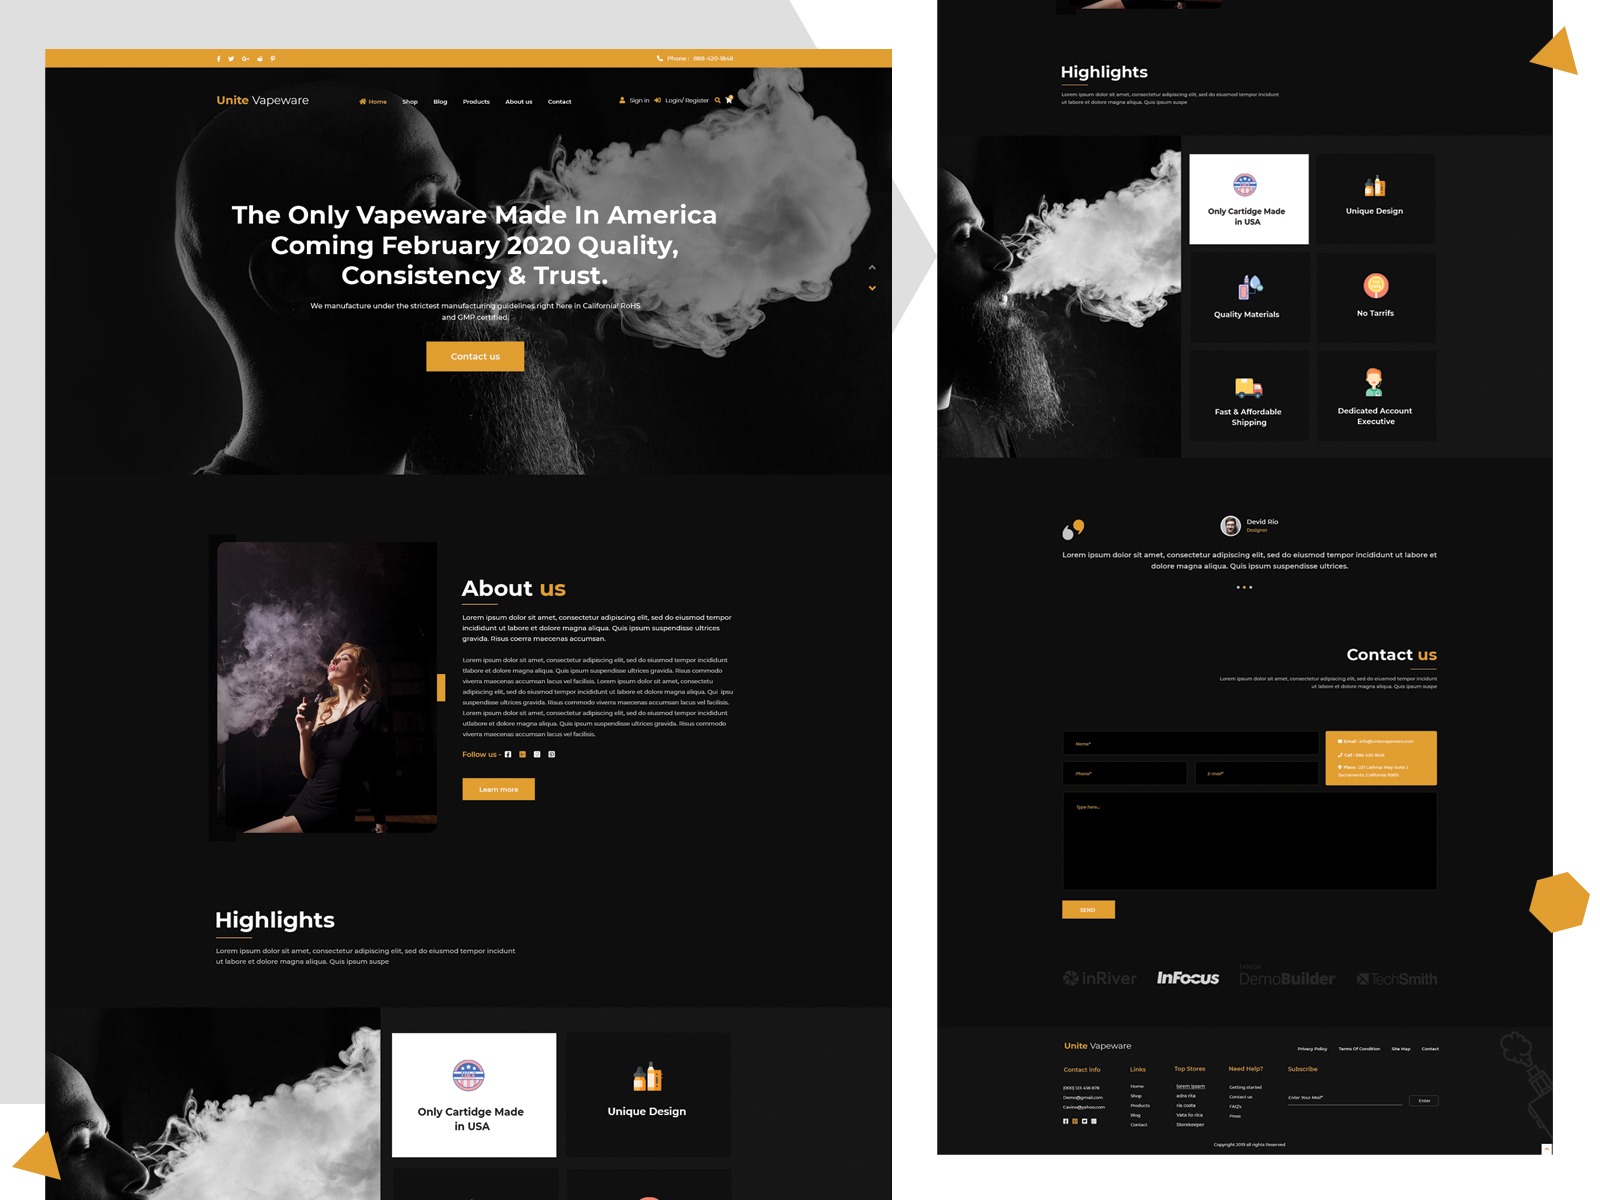 Phone : 888-420-1848
Unite Vapeware
Home Shop Blog Products About us Contact
Sign in Login/ Register
The Only Vapeware Made In America
Coming February 2020 Quality,
Consistency & Trust.
We manufacture under the strictest manufacturing guidelines right here in California! RoHS
and GMP certified.
Contact us
About us
Lorem ipsum dolor sit amet, consectetur adipiscing elit, sed do eiusmod tempor
incididunt ut labore et dolore magna aliqua. Quis ipsum suspendisse ultrices
gravida. Risus coerra maecenas accumsan.
Lorem ipsum dolor sit amet, consectetur adipiscing elit, sed do eiusmod tempor incididunt
tlabore et dolore magna aliqua. Quis ipsum suspendisse ultrices gravida. Risus commodo
viverra maecenas accumsan lacus vel facilisis. Lorem ipsum dolor sit amet, consectetu
adipiscing elit, sed do eiusmod tempor incididunt ut labore et dolore magna aliqua. Qui ipsu
suspendisse ultrices gravida. Risus commodo viverra maecenas accumsan lacus vel facilisis.
Lorem ipsum dolor sit amet, consectetur adipiscing elit, sed do eiusmod tempor incididunt
utlabore et dolore magna aliqua. Quis ipsum suspendisse ultrices gravida. Risus commodo
viverra maecenas accumsan lacus vel facilisis.
Follow us -
Learn more
Highlights
Lorem ipsum dolor sit amet, consectetur adipiscing elit, sed do eiusmod tempor incididunt
ut labore et dolore magna aliqua. Quis ipsum suspe
Only Cartidge Made
in USA
Unique Design
Highlights
Lorem ipsum dolor sit amet, consectetur adipiscing elit, sed do eiusmod tempor incididunt
ut labore et dolore magna aliqua. Quis ipsum suspe
Only Cartidge Made
in USA
Unique Design
Quality Materials
No Tarrifs
Fast & Affordable
Shipping
Dedicated Account
Executive
Devid Rio
Designer
Lorem ipsum dolor sit amet, consectetur adipiscing elit, sed do eiusmod tempor incididunt ut labore et
dolore magna aliqua. Quis ipsum suspendisse ultrices.
Contact us
Lorem ipsum dolor sit amet, consectetur adipiscing elit, sed do eiusmod tempor incididunt
ut labore et dolore magna aliqua. Quis ipsum suspe
Name*
Phone*
E-mail*
Email : info@unitevapeware.com
Call : 888-420-1848
Place : 2/5 Lathrop Way Suite J
Sacramento, California 95815
Type here...
SEND
inRiver
InFocus
DemoBuilder
TechSmith
Unite Vapeware
Privacy Policy Terms Of Condition Site Map Contact
Contact info
(000) 123 456 678
Demo@gmail.com
Cavino@yahoo.com
Links
Home
Shop
Products
Blog
Contact
Top Stores
lorem ipsam
adra rita
ria costa
Vata lio rica
Storekeeper
Need Help?
Getting started
Contact us
FAQ's
Press
Subscribe
Enter Your Mail*
Enter
Copyright 2019 all rights Reserved